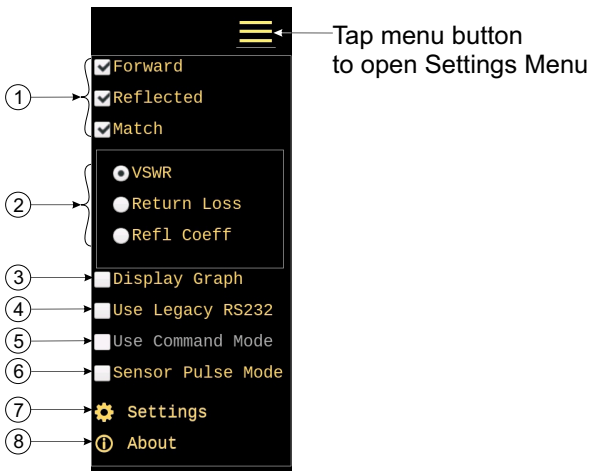 Tap menu button
to open Settings Menu
1
Forward
Reflected
Match
2
VSWR
Return Loss
Refl Coeff
3 Display Graph
4 Use Legacy RS232
5 Use Command Mode
6 Sensor Pulse Mode
7 Settings
8 About